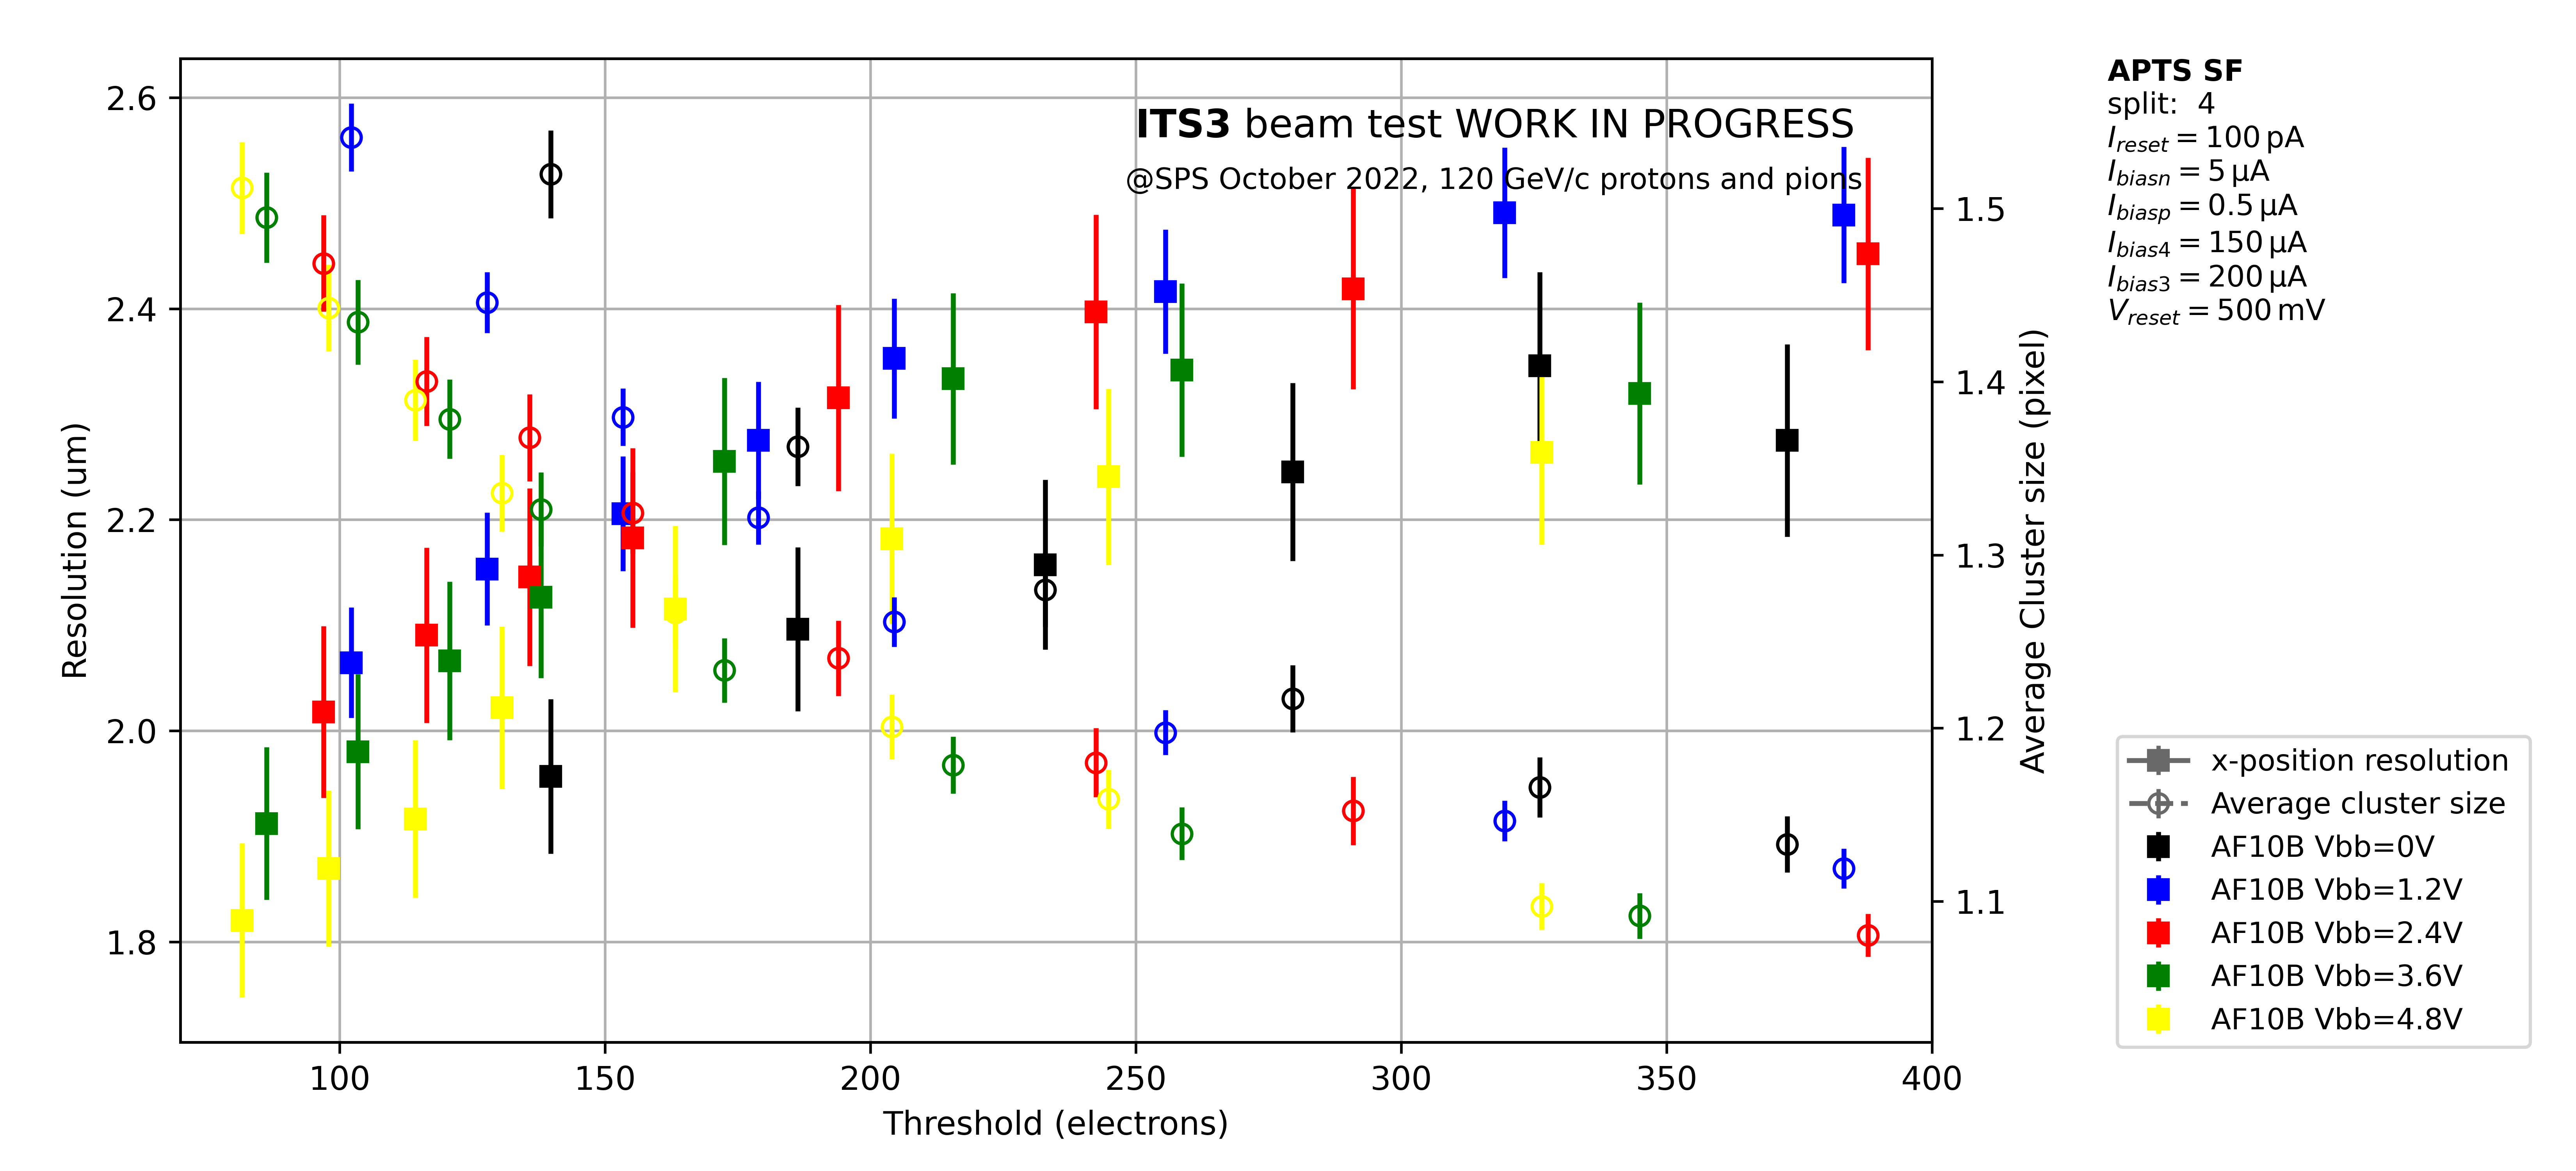 ITS3 beam test WORK IN PROGRESS
@SPS October 2022, 120 GeV/c protons and pions
Resolution (um)
2.6
2.4
2.2
2.0
1.8
100 150 200 250 300 350 400
Threshold (electrons)
1.5
1.4
1.3
1.2
1.1
Average Cluster size (pixel)
APTS SF
split: 4
I_reset = 100 pA
I_biasn = 5 µA
I_biasp = 0.5 µA
I_bias4 = 150 µA
I_bias3 = 200 µA
V_reset = 500 mV
x-position resolution
Average cluster size
AF10B Vbb=0V
AF10B Vbb=1.2V
AF10B Vbb=2.4V
AF10B Vbb=3.6V
AF10B Vbb=4.8V